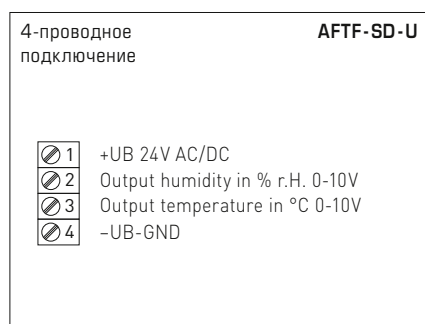 4-проводное
подключение
AFTF-SD-U
1 +UB 24V AC/DC
2 Output humidity in % r.H. 0-10V
3 Output temperature in °C 0-10V
4 –UB-GND